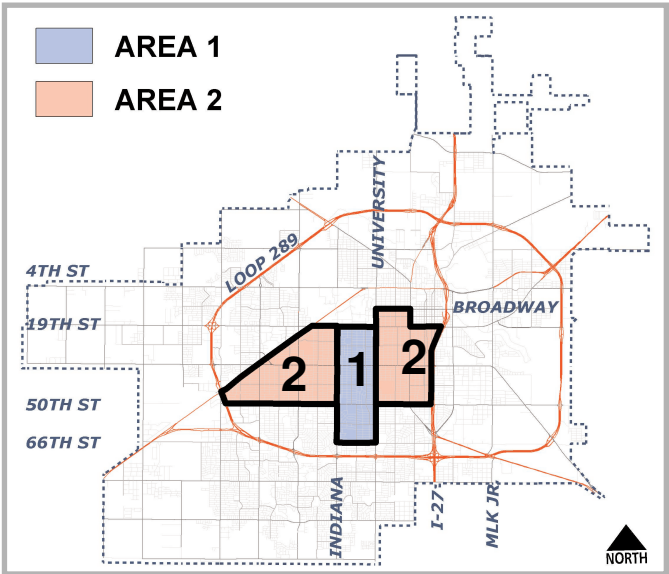 AREA 1
AREA 2
UNIVERSITY
LOOP 289
4TH ST
BROADWAY
19TH ST
2
1
2
50TH ST
66TH ST
INDIANA
I-27
MLK JR.
NORTH